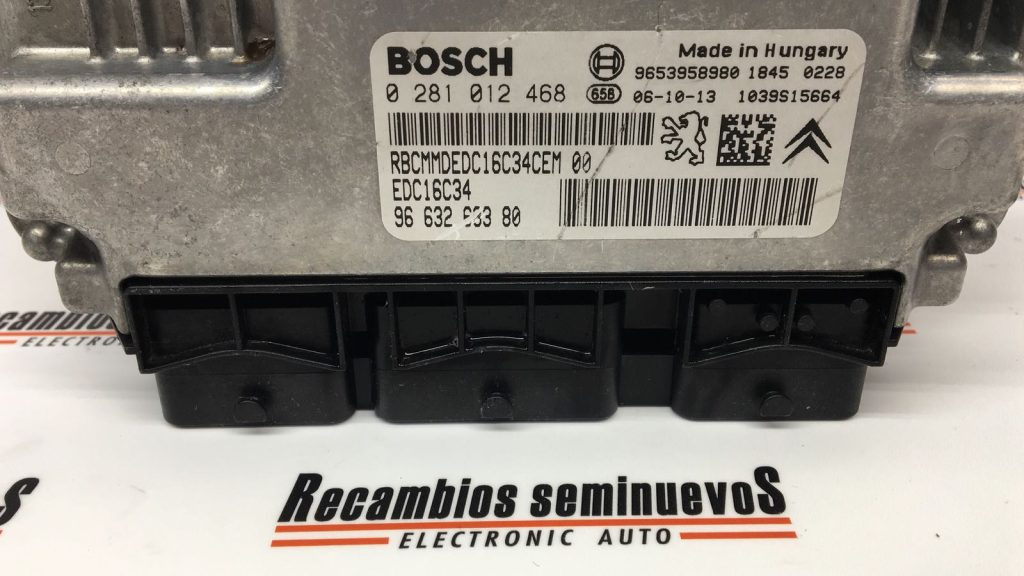 BOSCH
Made in Hungary
9653958980 1845 0228
0 281 012 468
658 06-10-13 1039S15664
RBCMMDEDC16C34CEM 00
EDC16C34
96 632 80
ELECTRONIC
Recambios seminuevoS
ELECTRONIC AUTO